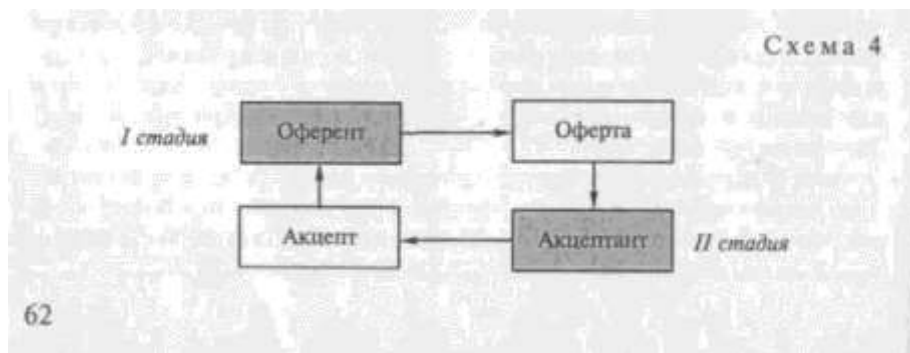 Схема 4
I стадия
Оферент
Оферта
Акцепт
Акцептант
II стадия
62